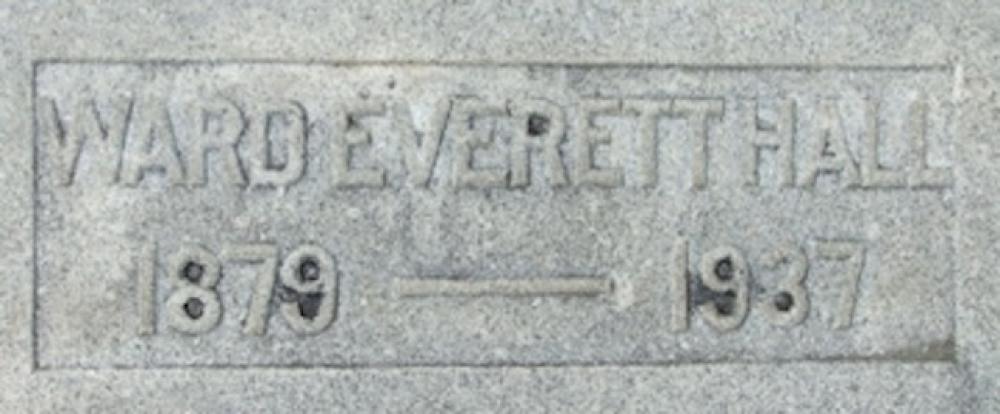 WARD EVERETT HALL
1879 — 1937